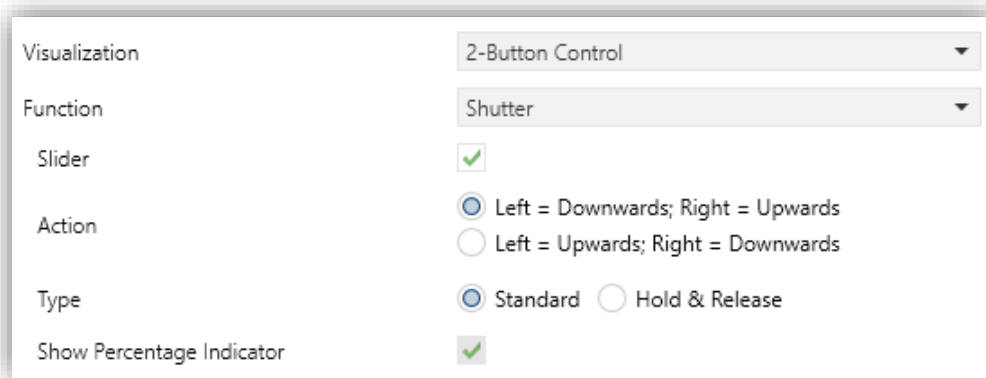 Visualization
2-Button Control
Function
Shutter
Slider
Action
Left = Downwards; Right = Upwards
Left = Upwards; Right = Downwards
Type
Standard
Hold & Release
Show Percentage Indicator